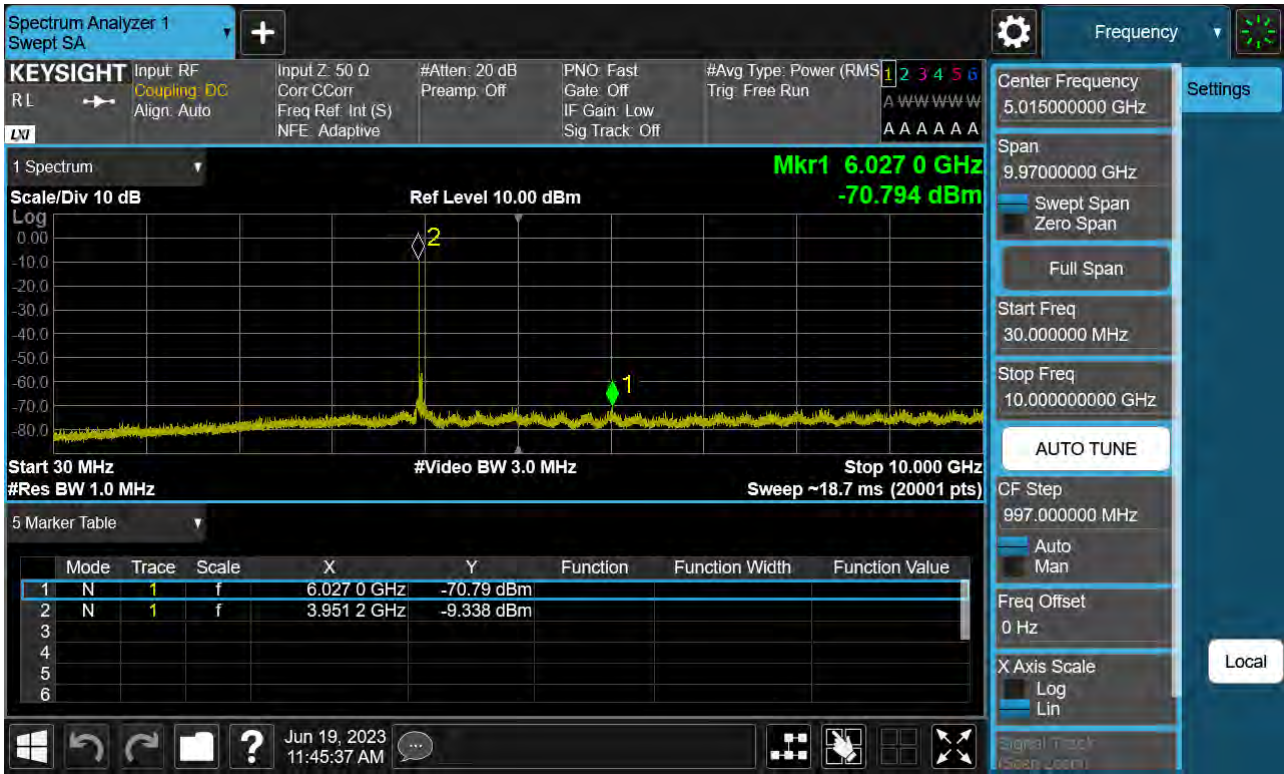 Spectrum Analyzer 1
Swept SA
+
Frequency
KEYSIGHT
RL
LXI
Input: RF
Coupling: DC
Align: Auto
Input Z: 50 Ω
Corr CCorr
Freq Ref: Int (S)
NFE: Adaptive
#Atten: 20 dB
Preamp: Off
PNO: Fast
Gate: Off
IF Gain: Low
Sig Track: Off
#Avg Type: Power (RMS
Trig: Free Run
1 2 3 4 5 6
A W W W W W
A A A A A A
1 Spectrum
Mkr1 6.027 0 GHz
-70.794 dBm
Scale/Div 10 dB
Ref Level 10.00 dBm
Log
0.00
-10.0
-20.0
-30.0
-40.0
-50.0
-60.0
-70.0
-80.0
2
1
Start 30 MHz
#Video BW 3.0 MHz
Stop 10.000 GHz
#Res BW 1.0 MHz
Sweep ~18.7 ms (20001 pts)
5 Marker Table
Mode Trace Scale X Y Function Function Width Function Value
1 N 1 f 6.027 0 GHz -70.79 dBm
2 N 1 f 3.951 2 GHz -9.338 dBm
3
4
5
6
Jun 19, 2023
11:45:37 AM
?
Center Frequency
5.015000000 GHz
Settings
Span
9.97000000 GHz
Swept Span
Zero Span
Full Span
Start Freq
30.000000 MHz
Stop Freq
10.000000000 GHz
AUTO TUNE
CF Step
997.000000 MHz
Auto
Man
Freq Offset
0 Hz
X Axis Scale
Log
Lin
Local
Signal Track
(Span Zoom)